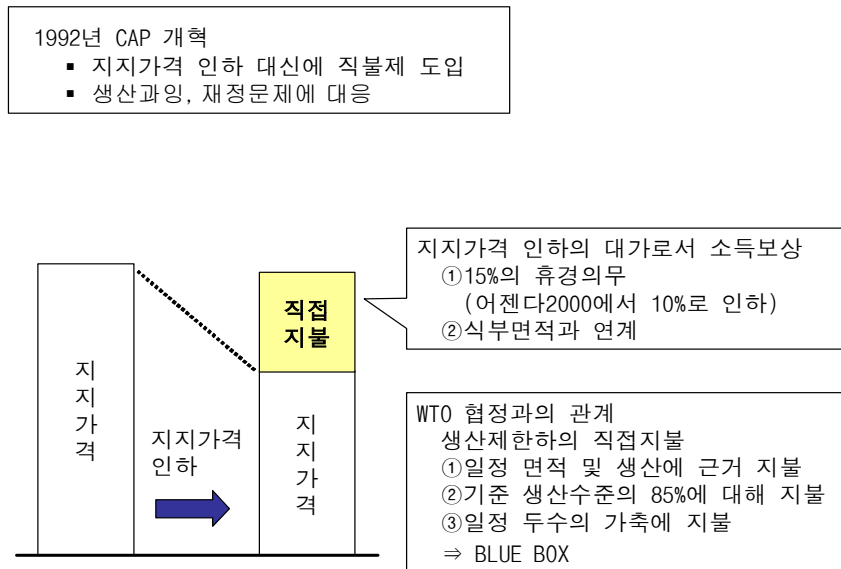 1992년 CAP 개혁
▪ 지지가격 인하 대신에 직불제 도입
▪ 생산과잉, 재정문제에 대응
지지가격
지지가격
인하
직접
지불
지지가격
지지가격 인하의 대가로서 소득보상
①15%의 휴경의무
(어젠다2000에서 10%로 인하)
②식부면적과 연계
WTO 협정과의 관계
생산제한하의 직접지불
①일정 면적 및 생산에 근거 지불
②기준 생산수준의 85%에 대해 지불
③일정 두수의 가축에 지불
⇒ BLUE BOX